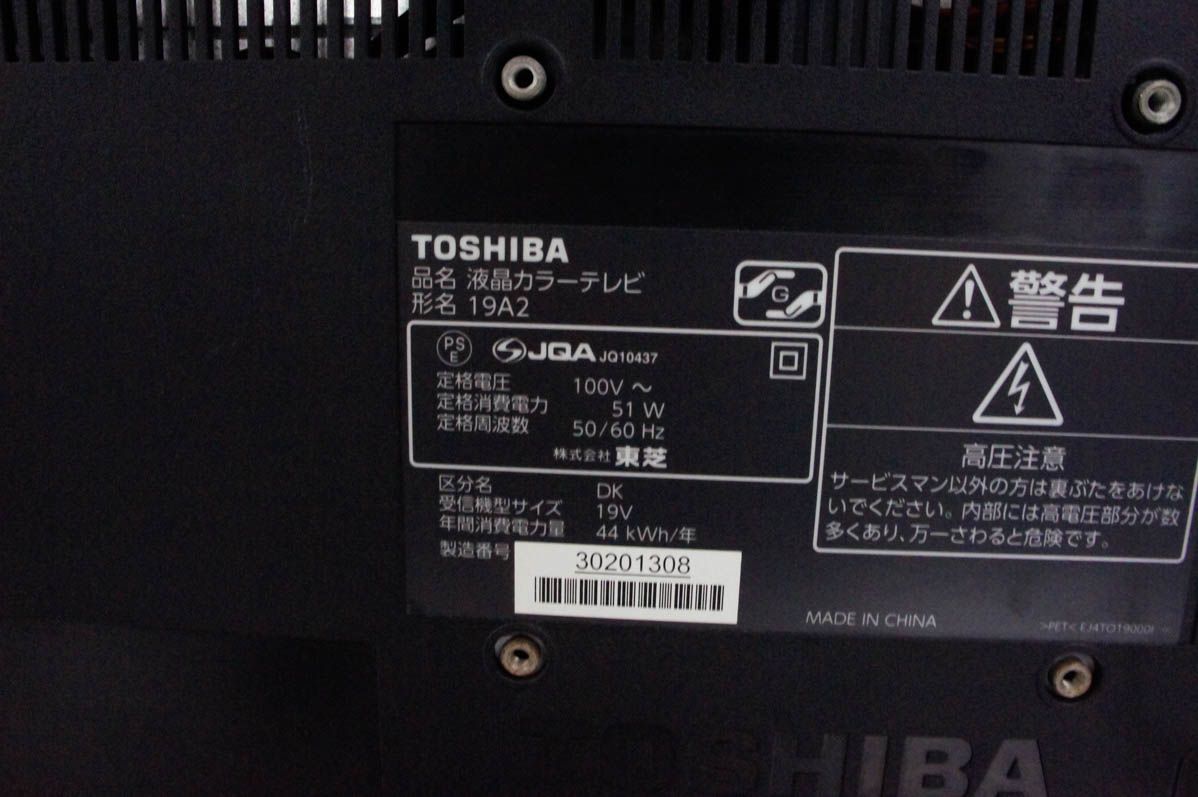 TOSHIBA
品名 液晶カラーテレビ
形名 19A2
G
PS
E
JQA JQ10437
定格電圧 100V ～
定格消費電力 51 W
定格周波数 50/60 Hz
株式会社 東芝
区分名 DK
受信機型サイズ 19V
年間消費電力量 44 kWh/年
製造番号 30201308
警告
高圧注意
サービスマン以外の方は裏ぶたをあけな
いでください。内部には高電圧部分が数
多くあり、万一さわると危険です。
MADE IN CHINA
>PET<
TOSHIBA